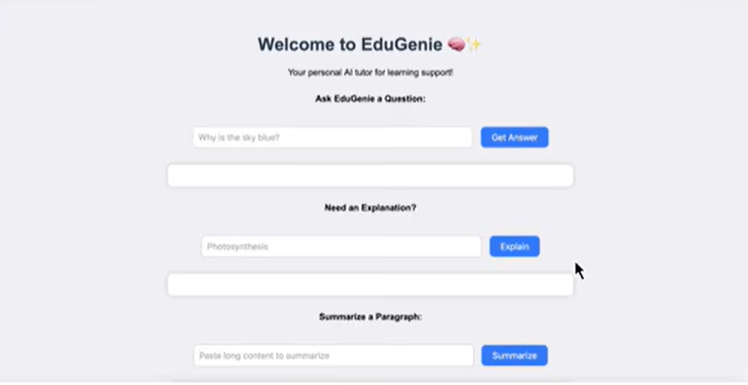 Welcome to EduGenie 🧠✨
Your personal AI tutor for learning support!
Ask EduGenie a Question:
Why is the sky blue? Get Answer
Need an Explanation?
Photosynthesis Explain
Summarize a Paragraph:
Paste long content to summarize Summarize